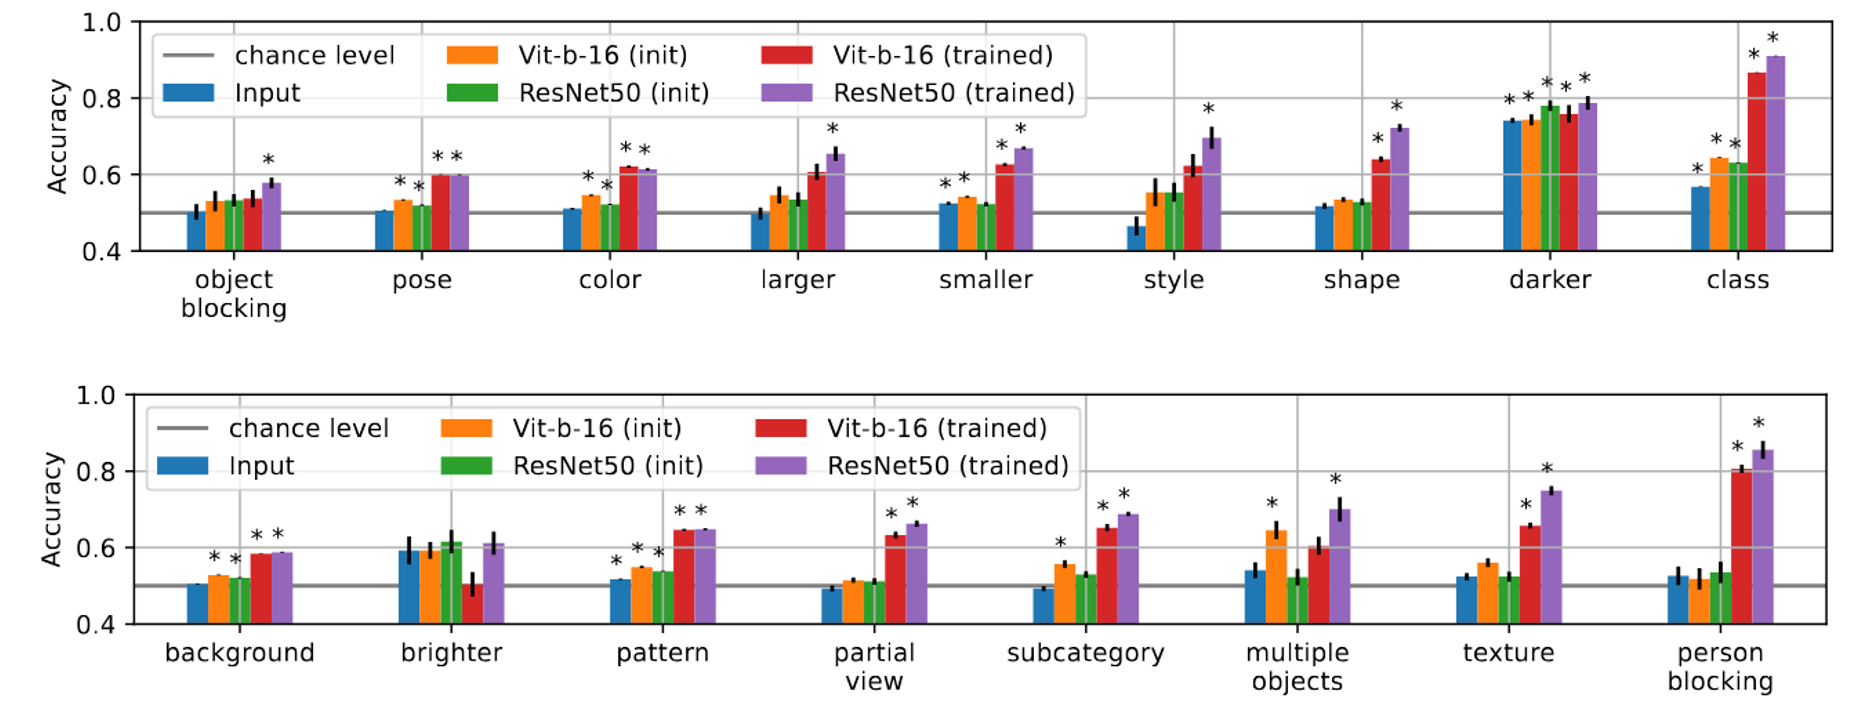 1.0
0.8
0.6
0.4
Accuracy
chance level
Input
Vit-b-16 (init)
ResNet50 (init)
Vit-b-16 (trained)
ResNet50 (trained)
* * * * * * * * * * * * * * * * * * * * * * * * * * *
object
blocking
pose
color
larger
smaller
style
shape
darker
class
1.0
0.8
0.6
0.4
Accuracy
chance level
Input
Vit-b-16 (init)
ResNet50 (init)
Vit-b-16 (trained)
ResNet50 (trained)
* * * * * * * * * * * * * * * * * * * * *
background
brighter
pattern
partial
view
subcategory
multiple
objects
texture
person
blocking